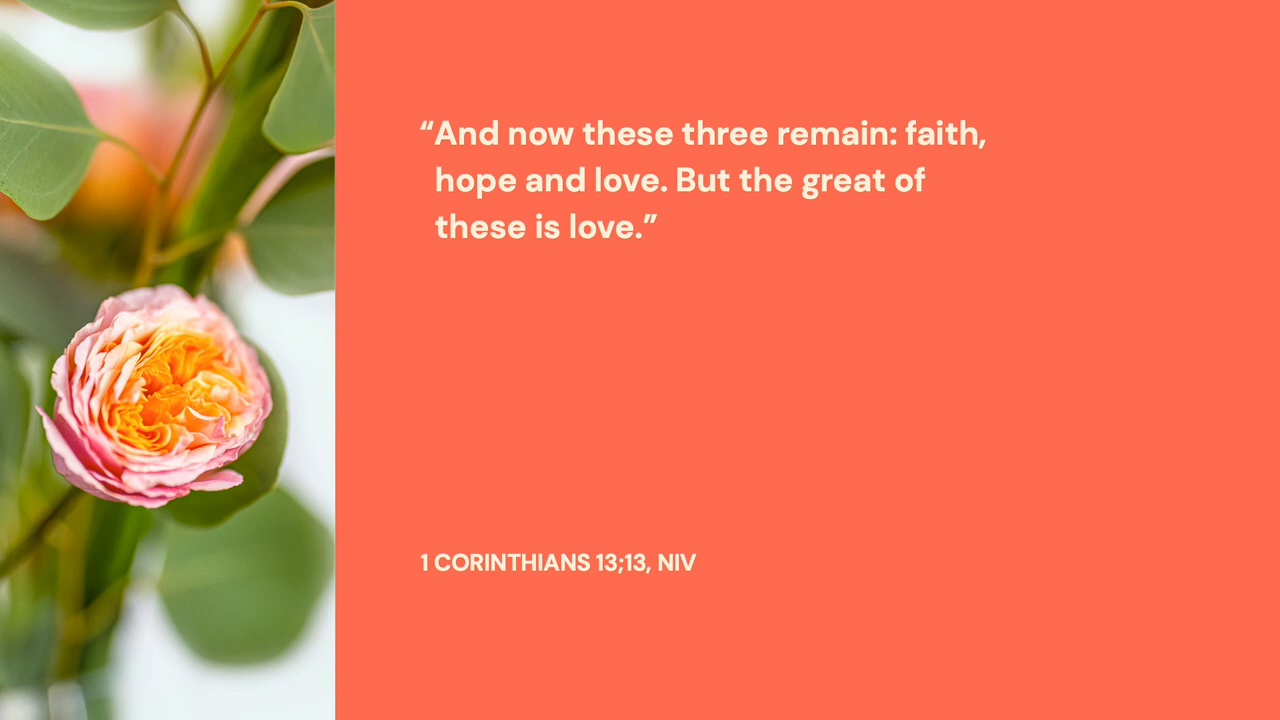 “And now these three remain: faith,
hope and love. But the great of
these is love.”
1 CORINTHIANS 13;13, NIV